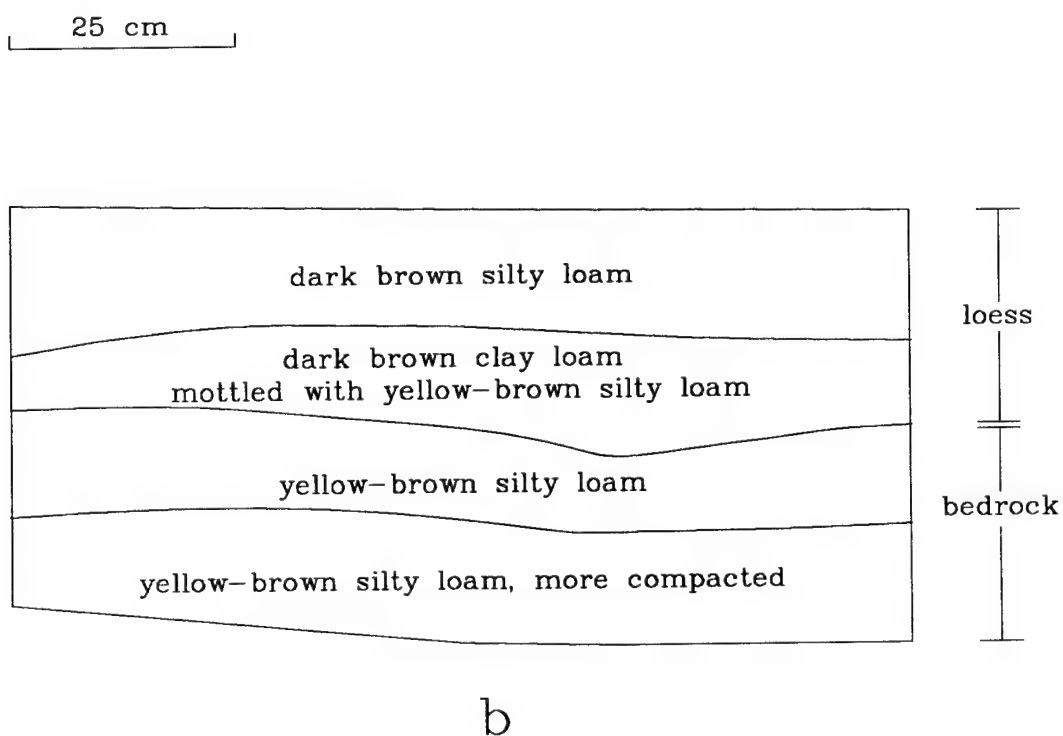 25 cm
dark brown silty loam
loess
dark brown clay loam
mottled with yellow-brown silty loam
yellow-brown silty loam
bedrock
yellow-brown silty loam, more compacted
b